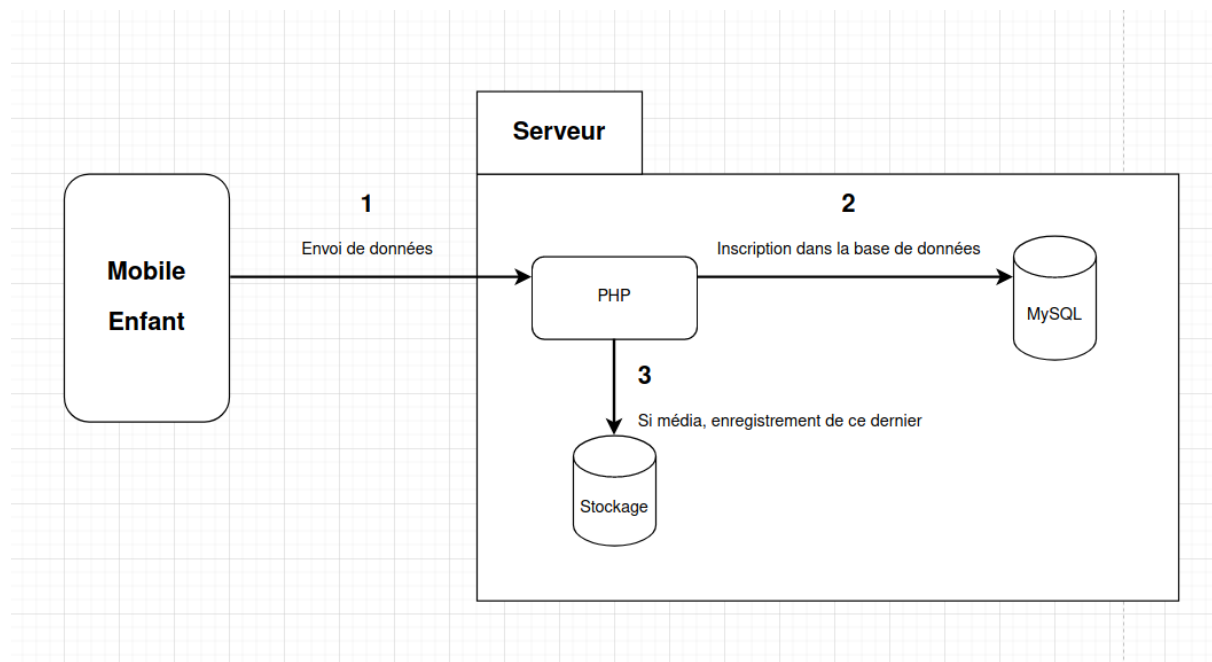 Serveur
1
2
Envoi de données
Inscription dans la base de données
Mobile
Enfant
PHP
MySQL
3
Si média, enregistrement de ce dernier
Stockage